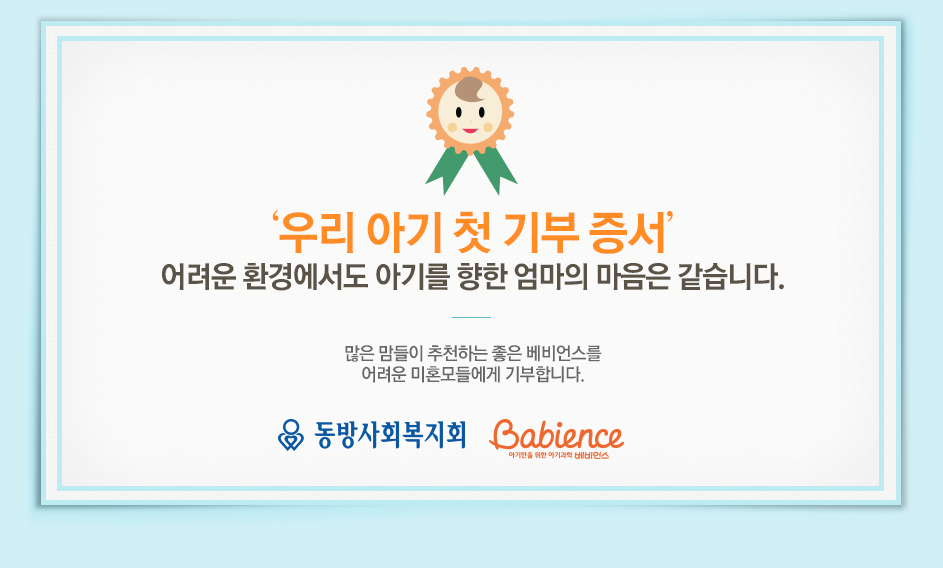 ‘우리 아기 첫 기부 증서’
어려운 환경에서도 아기를 향한 엄마의 마음은 같습니다.
많은 맘들이 추천하는 좋은 베비언스를
어려운 미혼모들에게 기부합니다.
동방사회복지회 Babience
아기만을 위한 아기과학 베비언스